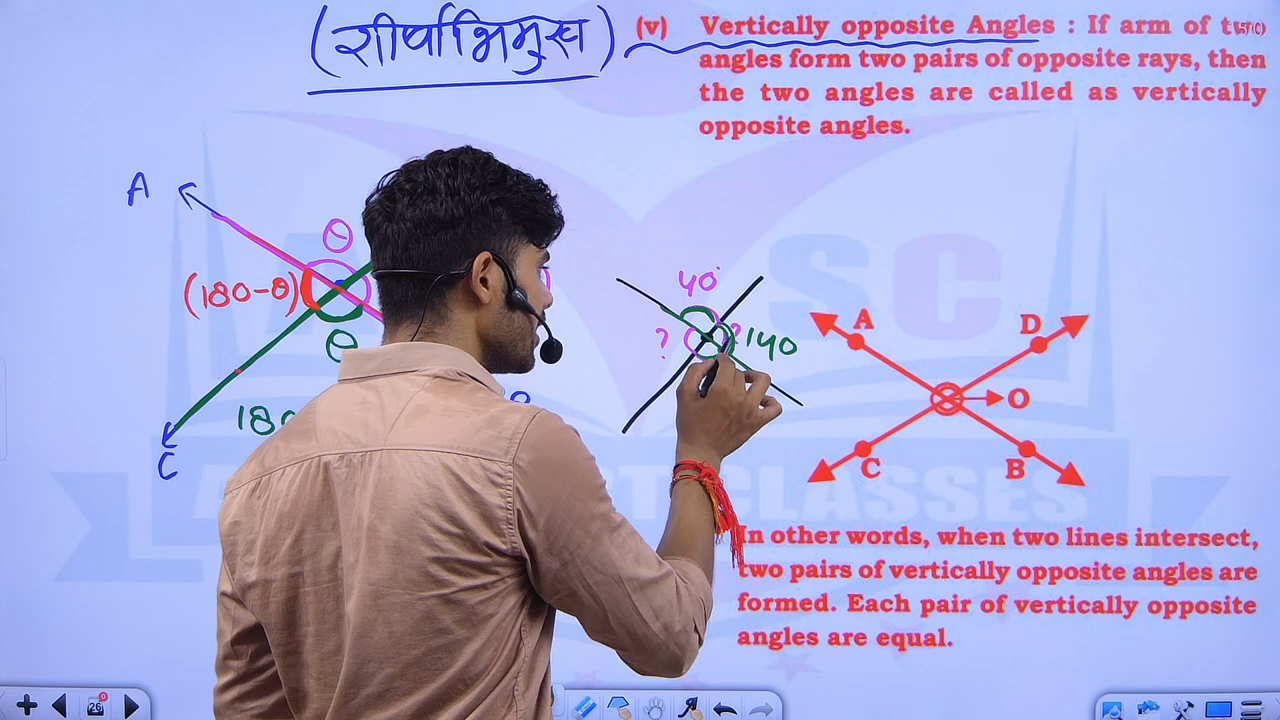 (शीर्षाभिमुख)
(v) Vertically opposite Angles : If arm of two
angles form two pairs of opposite rays, then
the two angles are called as vertically
opposite angles.
A
θ
(180-θ)
θ
180
C
40°
?
?
140
A
D
O
C
B
In other words, when two lines intersect,
two pairs of vertically opposite angles are
formed. Each pair of vertically opposite
angles are equal.
26